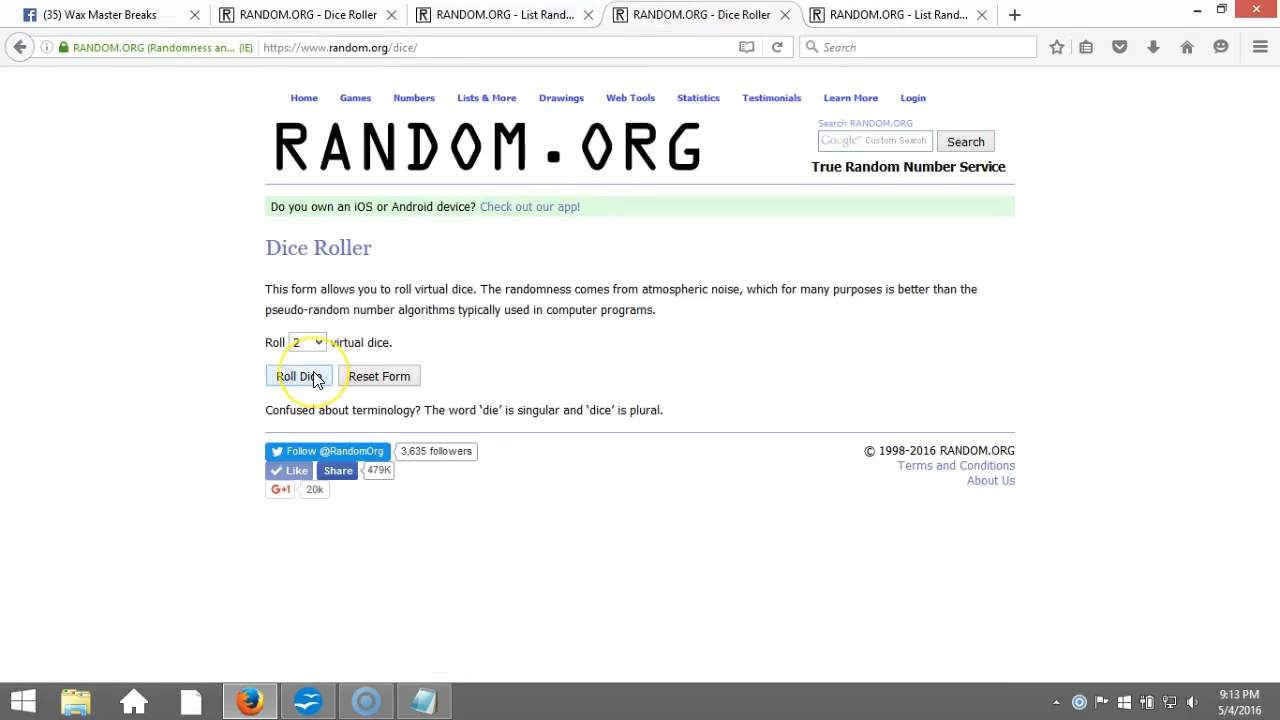 (35) Wax Master Breaks
RANDOM.ORG - Dice Roller
RANDOM.ORG - List Rand...
RANDOM.ORG - Dice Roller
RANDOM.ORG - List Rand...
RANDOM.ORG (Randomness an... (IE)
https://www.random.org/dice/
Search
Home Games Numbers Lists & More Drawings Web Tools Statistics Testimonials Learn More Login
RANDOM.ORG
Search RANDOM.ORG
Google™ Custom Search
Search
True Random Number Service
Do you own an iOS or Android device? Check out our app!
Dice Roller
This form allows you to roll virtual dice. The randomness comes from atmospheric noise, which for many purposes is better than the
pseudo-random number algorithms typically used in computer programs.
Roll 2 virtual dice.
Roll Dice Reset Form
Confused about terminology? The word ‘die’ is singular and ‘dice’ is plural.
Follow @RandomOrg 3,635 followers
Like Share 479K
G+1 20k
© 1998-2016 RANDOM.ORG
Terms and Conditions
About Us
9:13 PM
5/4/2016